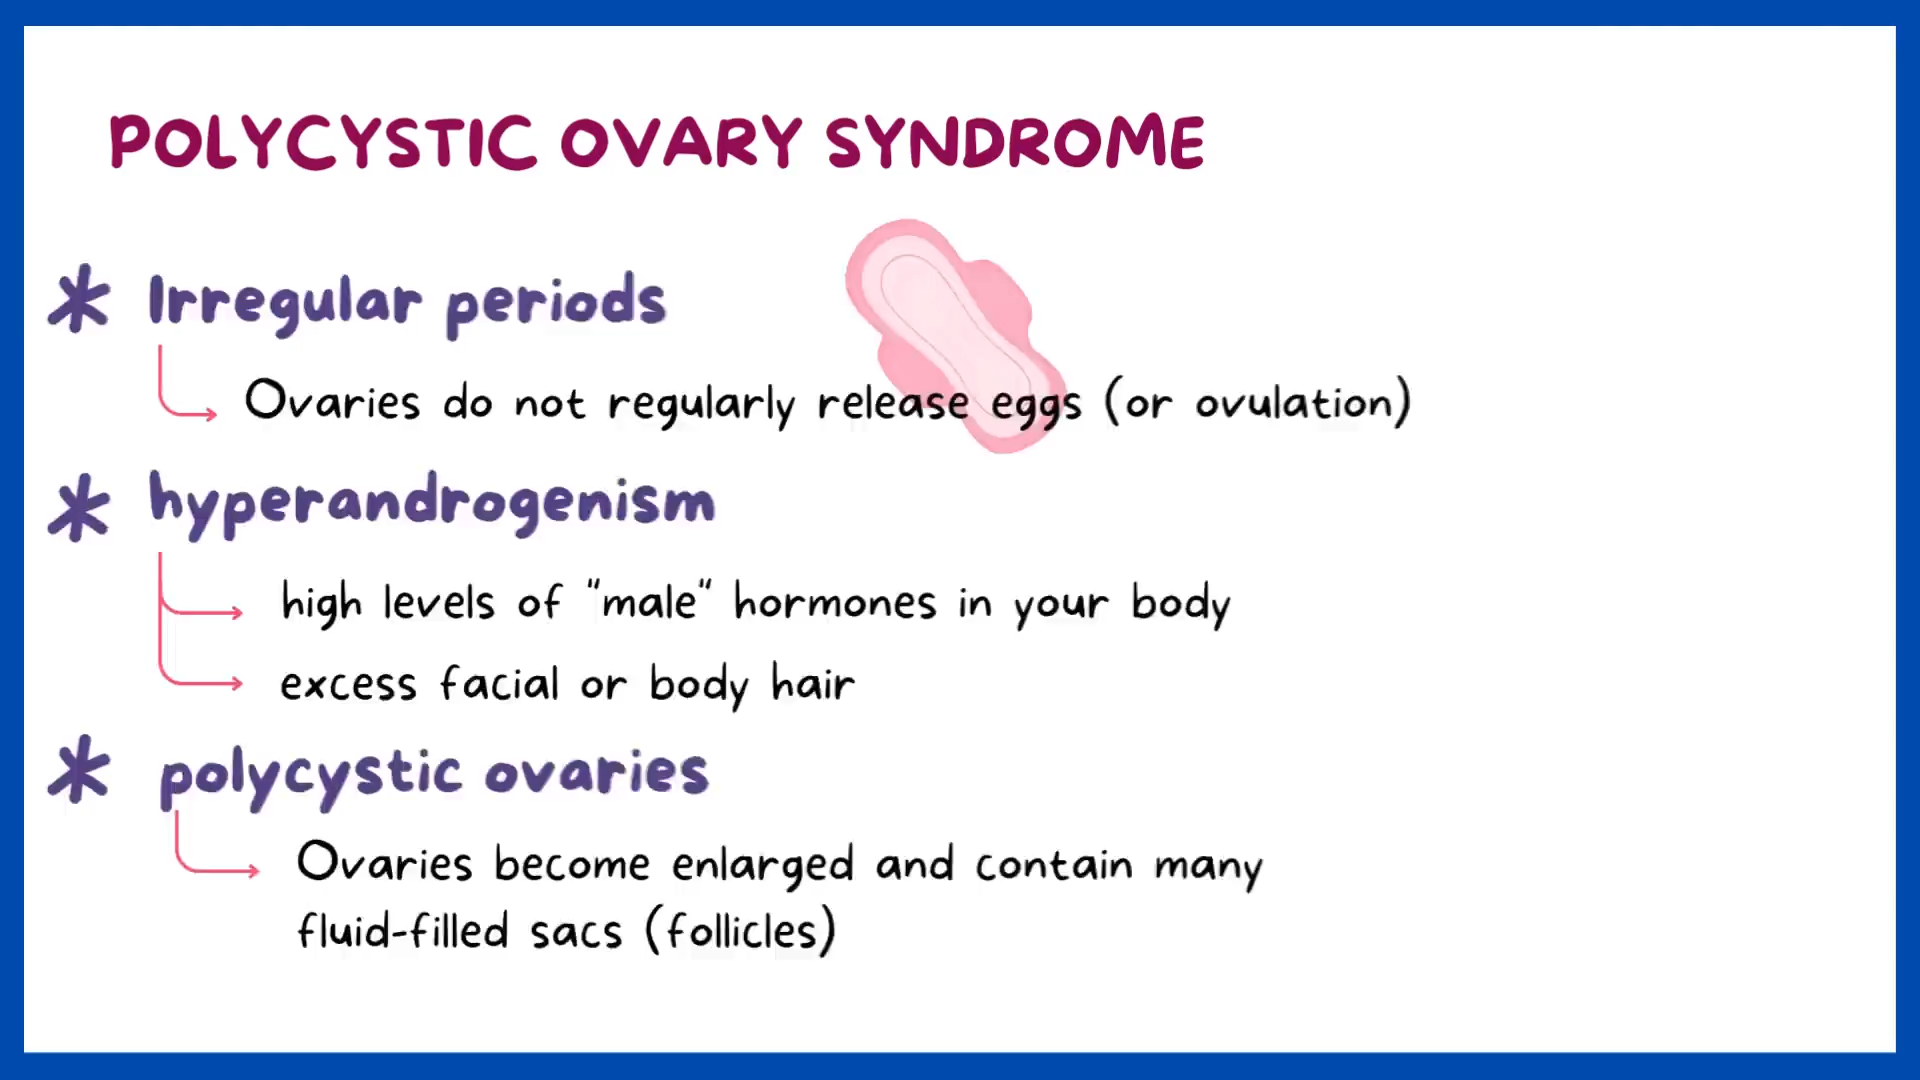 POLYCYSTIC OVARY SYNDROME
* Irregular periods
Ovaries do not regularly release eggs (or ovulation)
* hyperandrogenism
high levels of "male" hormones in your body
excess facial or body hair
* polycystic ovaries
Ovaries become enlarged and contain many
fluid-filled sacs (follicles)